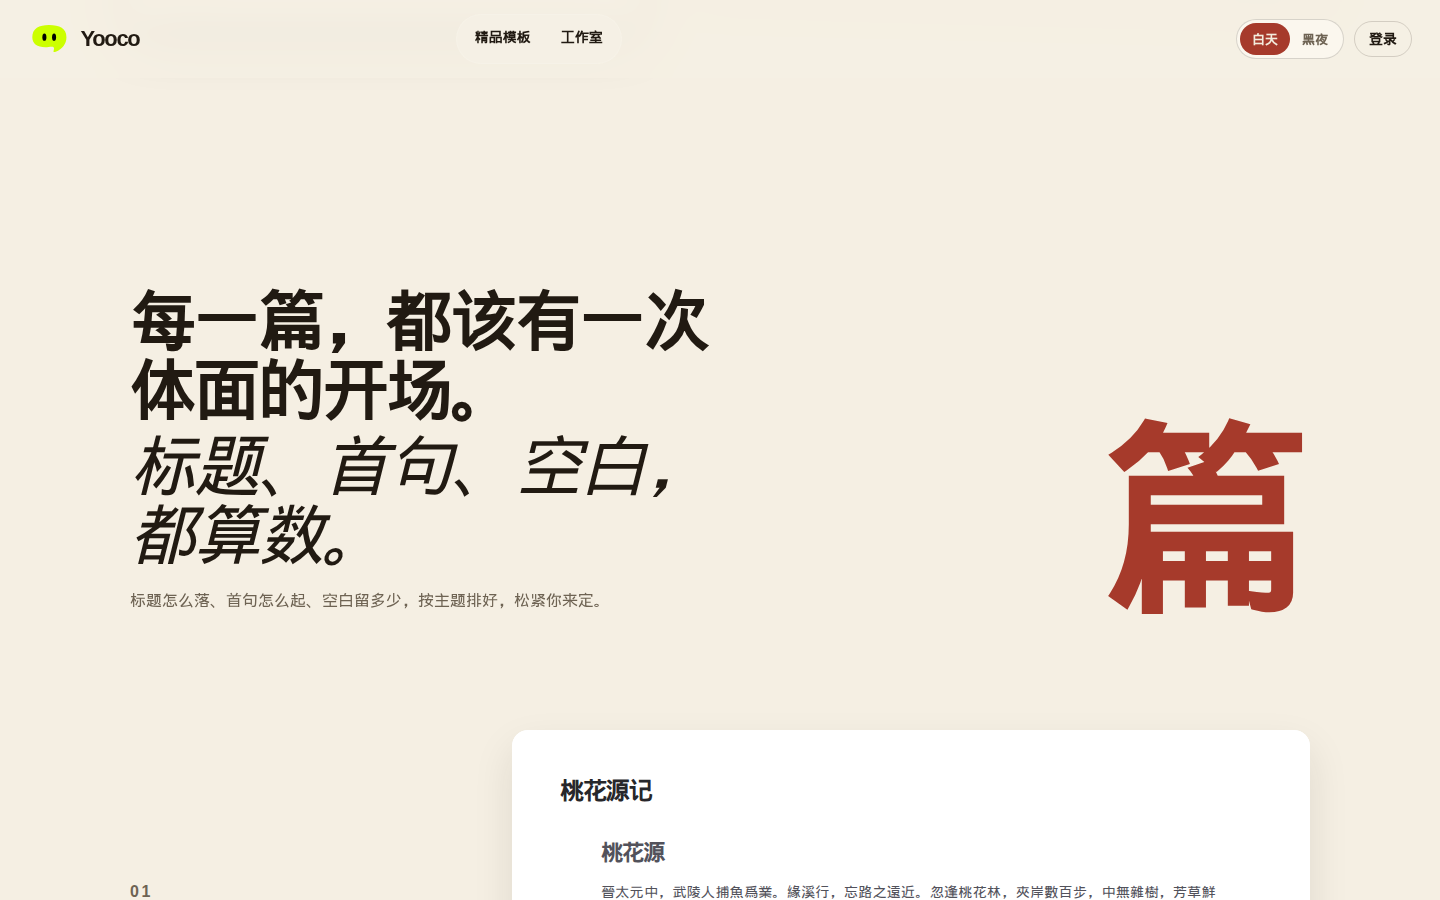 Yooco
精品模板
工作室
白天
黑夜
登录
每一篇，都该有一次
体面的开场。
标题、首句、空白，
都算数。
标题怎么落、首句怎么起、空白留多少，按主题排好，松紧你来定。
篇
桃花源记
桃花源
01
晉太元中，武陵人捕魚爲業。緣溪行，忘路之遠近。忽逢桃花林，夾岸數百步，中無雜樹，芳草鮮